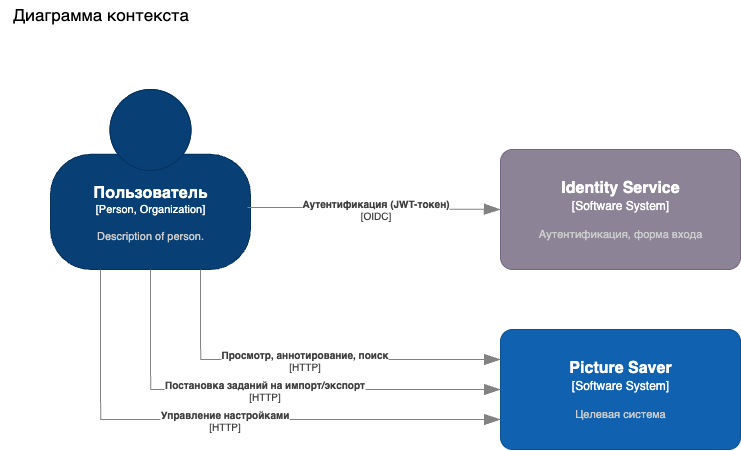 Диаграмма контекста
Пользователь
[Person, Organization]
Description of person.
Аутентификация (JWT-токен)
[OIDC]
Identity Service
[Software System]
Аутентификация, форма входа
Просмотр, аннотирование, поиск
[HTTP]
Постановка заданий на импорт/экспорт
[HTTP]
Управление настройками
[HTTP]
Picture Saver
[Software System]
Целевая система